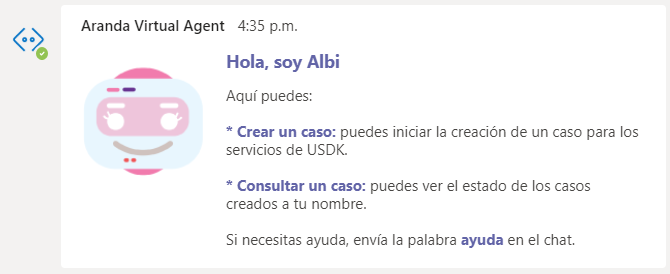 Aranda Virtual Agent 4:35 p.m.
Hola, soy Albi
Aquí puedes:
* Crear un caso: puedes iniciar la creación de un caso para los
servicios de USDK.
* Consultar un caso: puedes ver el estado de los casos
creados a tu nombre.
Si necesitas ayuda, envía la palabra ayuda en el chat.